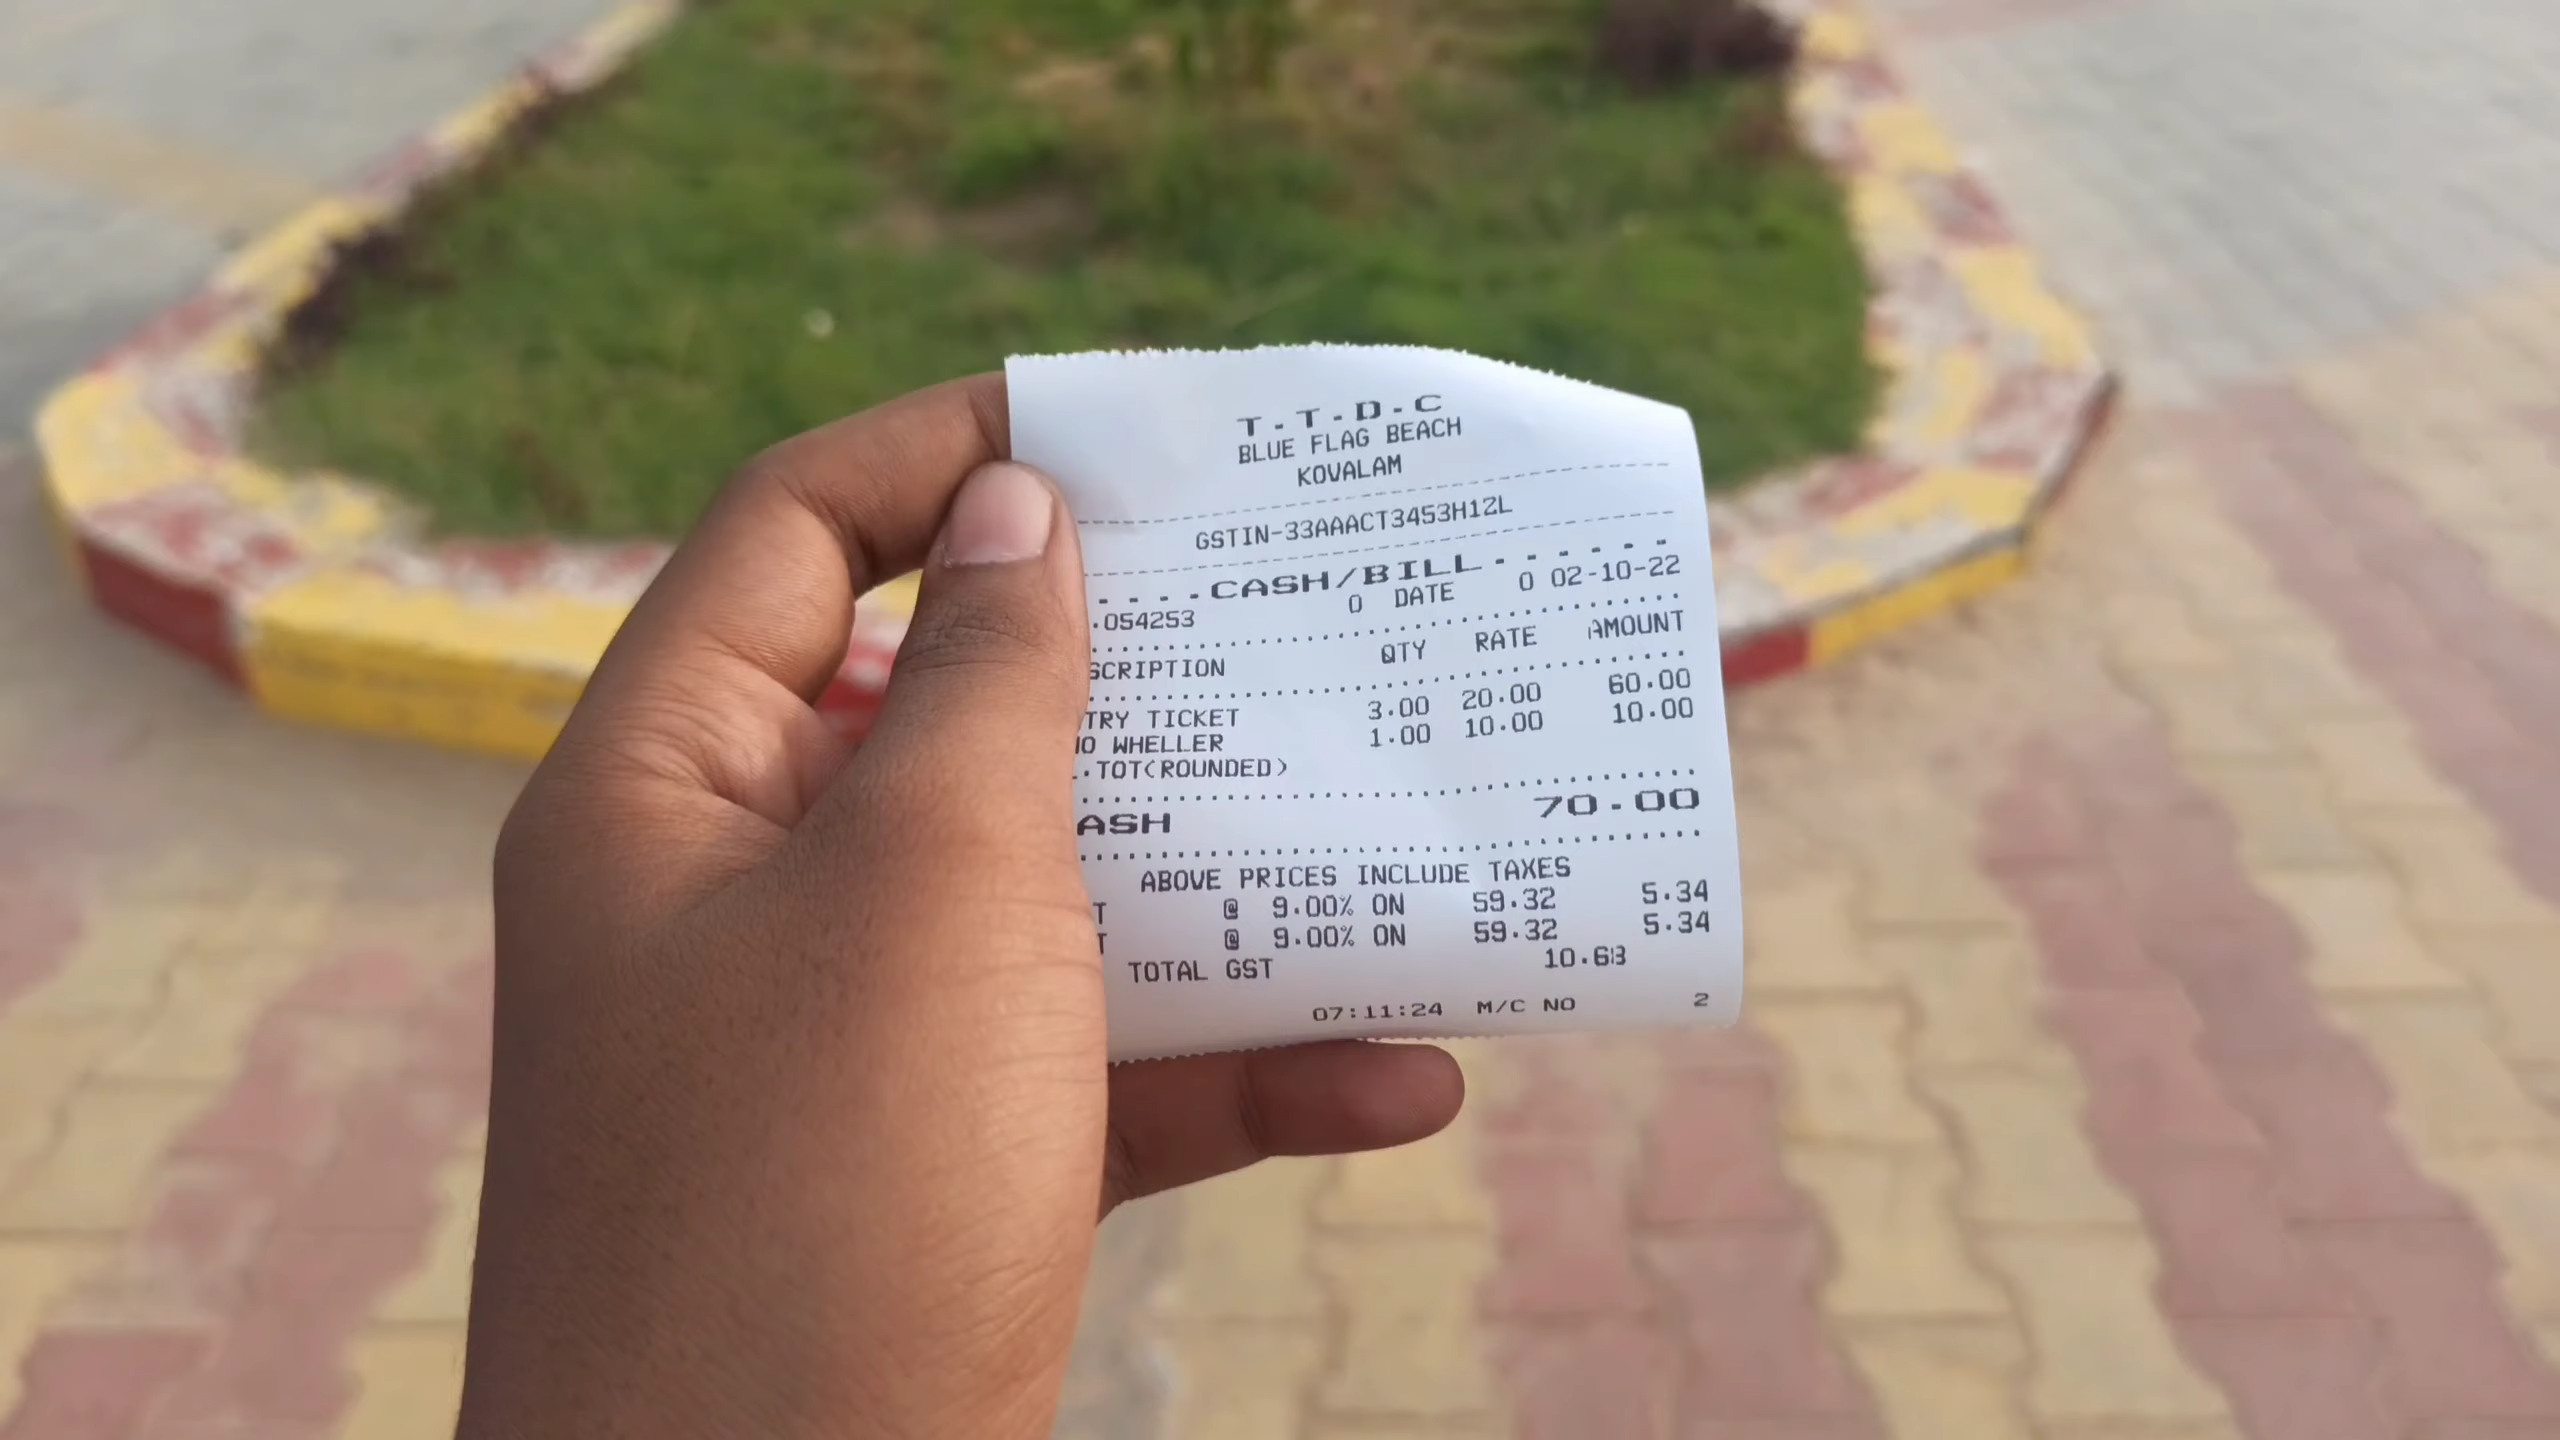 T.T.D.C
BLUE FLAG BEACH
KOVALAM
GSTIN-33AAACT3453H1ZL
CASH/BILL
.054253 0 DATE 0 02-10-22
SCRIPTION QTY RATE AMOUNT
TRY TICKET 3.00 20.00 60.00
WHELLER 1.00 10.00 10.00
.TOT(ROUNDED)
ASH 70.00
ABOVE PRICES INCLUDE TAXES
T @ 9.00% ON 59.32 5.34
T @ 9.00% ON 59.32 5.34
TOTAL GST 10.68
07:11:24 M/C NO 2